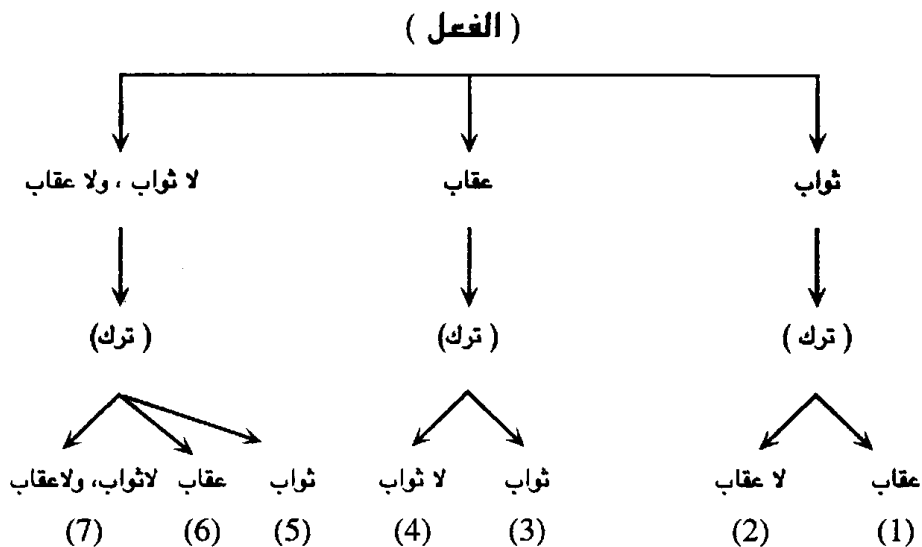 ( الفعل )
ثواب عقاب لا ثواب ، ولا عقاب
( ترك ) ( ترك) ( ترك)
عقاب لا عقاب ثواب لا ثواب ثواب عقاب لاثواب، ولاعقاب
(1) (2) (3) (4) (5) (6) (7)